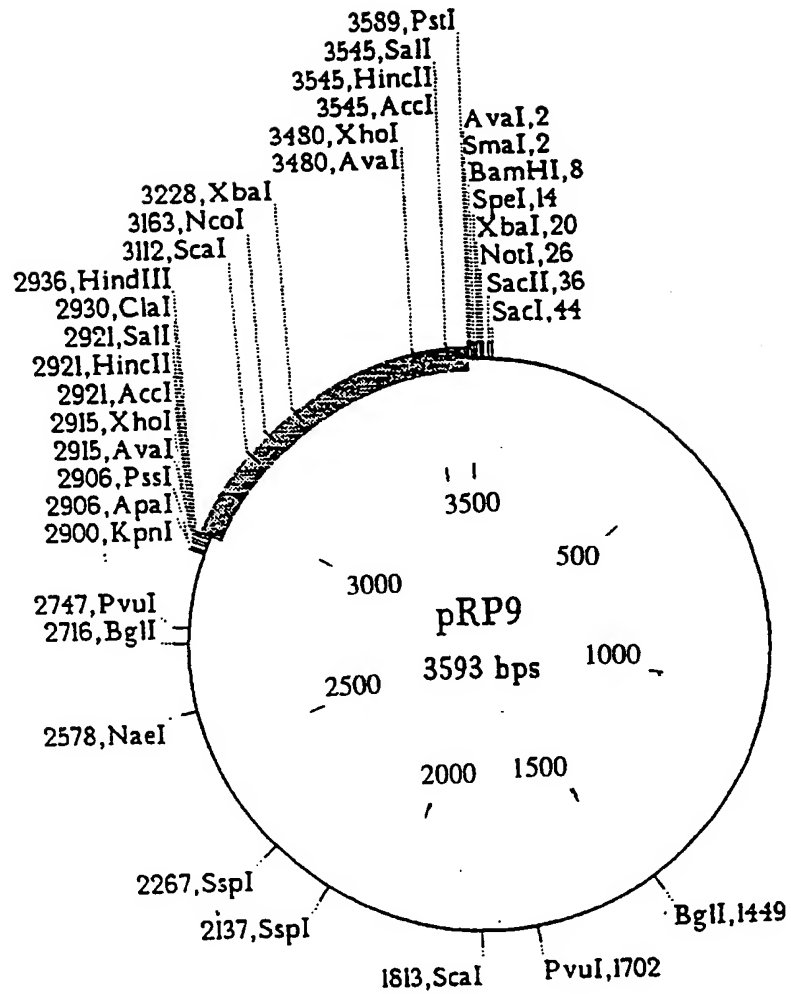 3589,PstI
3545,SalI
3545,HincII
3545,AccI
3480,XhoI
3480,AvaI
AvaI,2
SmaI,2
BamHI,8
SpeI,14
XbaI,20
NotI,26
SacII,36
SacI,44
3228,XbaI
3163,NcoI
3112,ScaI
2936,HindIII
2930,ClaI
2921,SalI
2921,HincII
2921,AccI
2915,XhoI
2915,AvaI
2906,PssI
2906,ApaI
2900,KpnI
2747,PvuI
2716,BglI
2578,NaeI
2267,SspI
2137,SspI
1813,ScaI
PvuI,1702
BglI,1449
3500
500
3000
pRP9
3593 bps
1000
2500
2000
1500